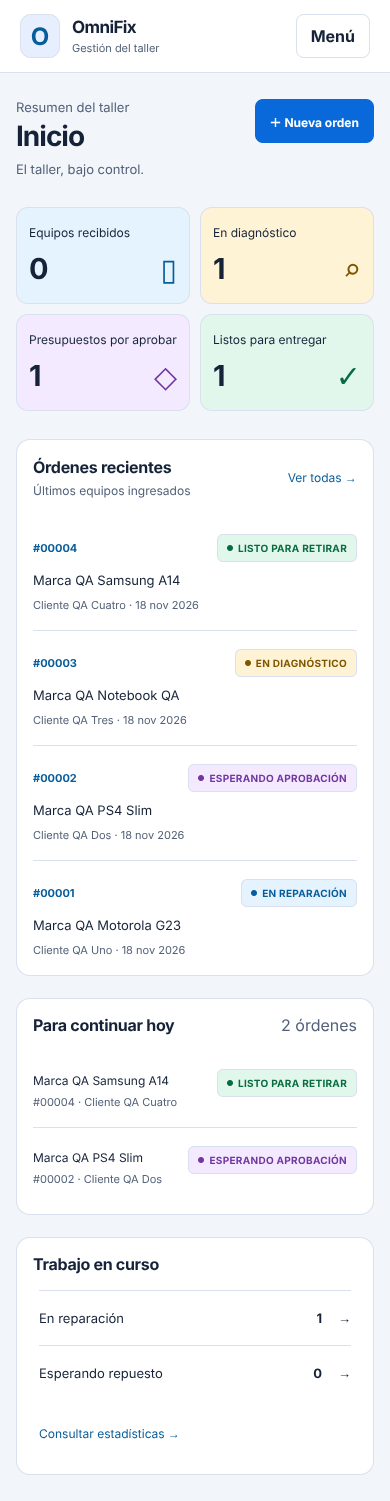 O
OmniFix
Gestión del taller
Menú
Resumen del taller
Inicio
El taller, bajo control.
+ Nueva orden
Equipos recibidos
0
En diagnóstico
1
Presupuestos por aprobar
1
Listos para entregar
1
Órdenes recientes
Últimos equipos ingresados
Ver todas →
#00004
LISTO PARA RETIRAR
Marca QA Samsung A14
Cliente QA Cuatro · 18 nov 2026
#00003
EN DIAGNÓSTICO
Marca QA Notebook QA
Cliente QA Tres · 18 nov 2026
#00002
ESPERANDO APROBACIÓN
Marca QA PS4 Slim
Cliente QA Dos · 18 nov 2026
#00001
EN REPARACIÓN
Marca QA Motorola G23
Cliente QA Uno · 18 nov 2026
Para continuar hoy
2 órdenes
Marca QA Samsung A14
#00004 · Cliente QA Cuatro
LISTO PARA RETIRAR
Marca QA PS4 Slim
#00002 · Cliente QA Dos
ESPERANDO APROBACIÓN
Trabajo en curso
En reparación 1 →
Esperando repuesto 0 →
Consultar estadísticas →